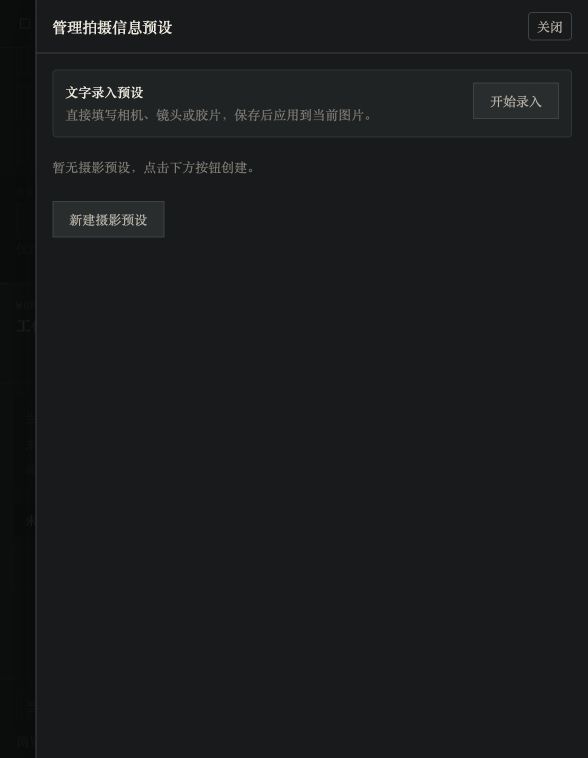 管理拍摄信息预设
关闭
文字录入预设
直接填写相机、镜头或胶片，保存后应用到当前图片。
开始录入
暂无摄影预设，点击下方按钮创建。
新建摄影预设